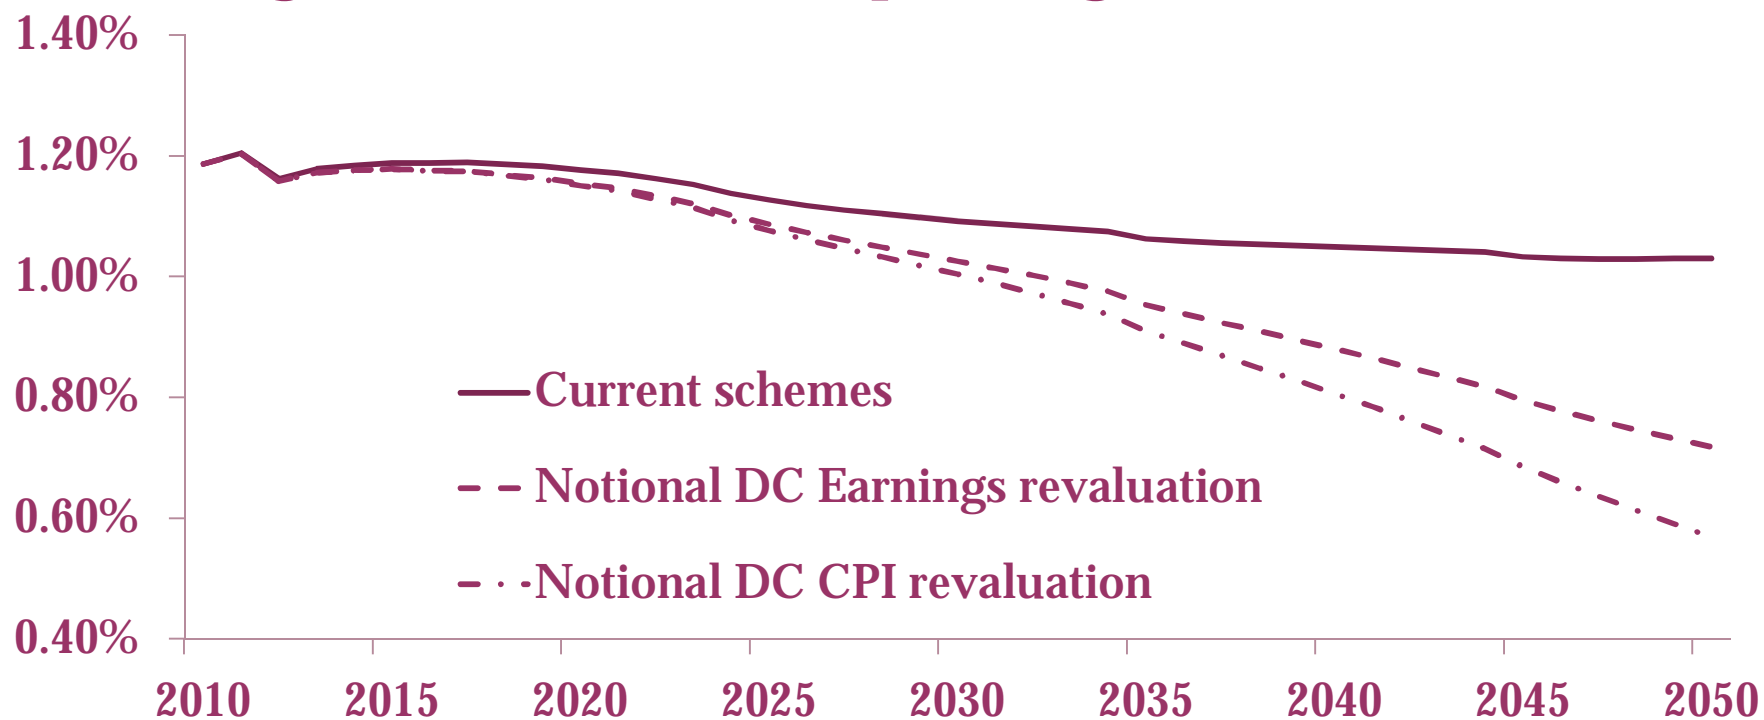 1.40%
1.20%
1.00%
0.80%
0.60%
0.40%
Current schemes
Notional DC Earnings revaluation
Notional DC CPI revaluation
2010 2015 2020 2025 2030 2035 2040 2045 2050